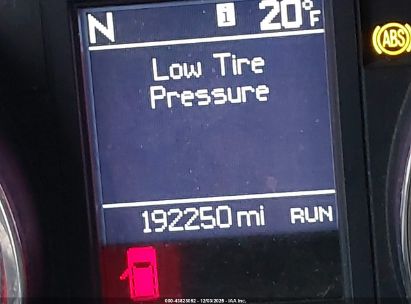 N i 20°F
ABS
Low Tire
Pressure
192250 mi RUN